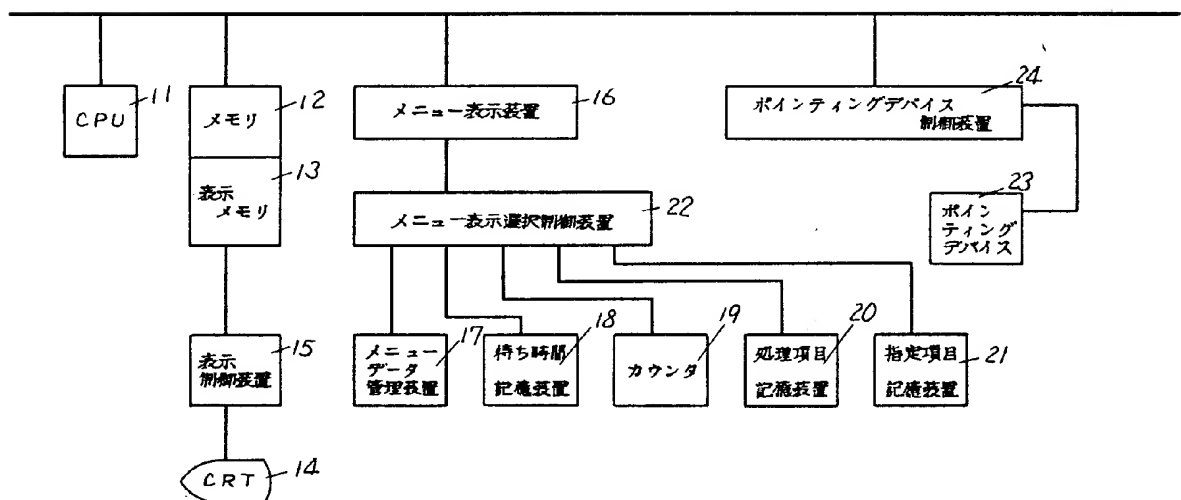 11
CPU
12
メモリ
13
表示
メモリ
15
表示
制御装置
CRT
14
16
メニュー表示装置
22
メニュー表示選択制御装置
17
メニュー
データ
管理装置
18
待ち時間
記憶装置
19
カウンタ
20
処理項目
記憶装置
21
指定項目
記憶装置
24
ポインティングデバイス
制御装置
23
ポイン
ティング
デバイス